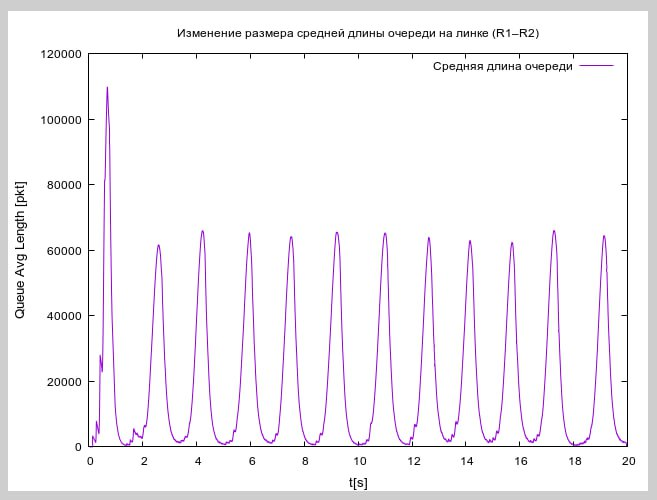 Изменение размера средней длины очереди на линке (R1–R2)
Средняя длина очереди
120000
100000
80000
60000
40000
20000
0
Queue Avg Length [pkt]
0 2 4 6 8 10 12 14 16 18 20
t[s]